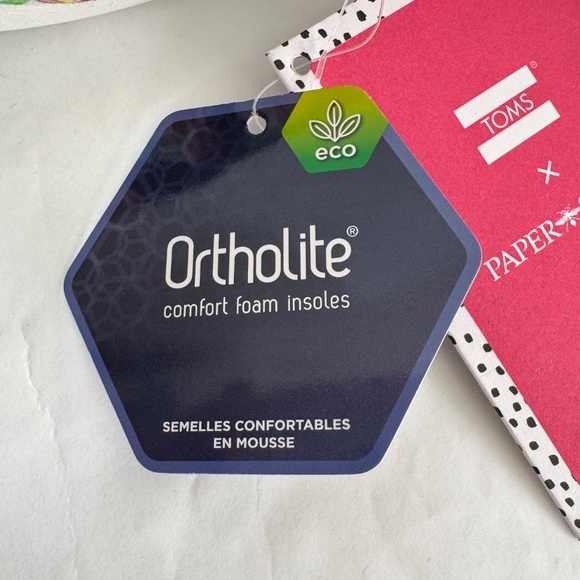 eco
Ortholite®
comfort foam insoles
SEMELLES CONFORTABLES
EN MOUSSE
TOMS®
x
PAPER